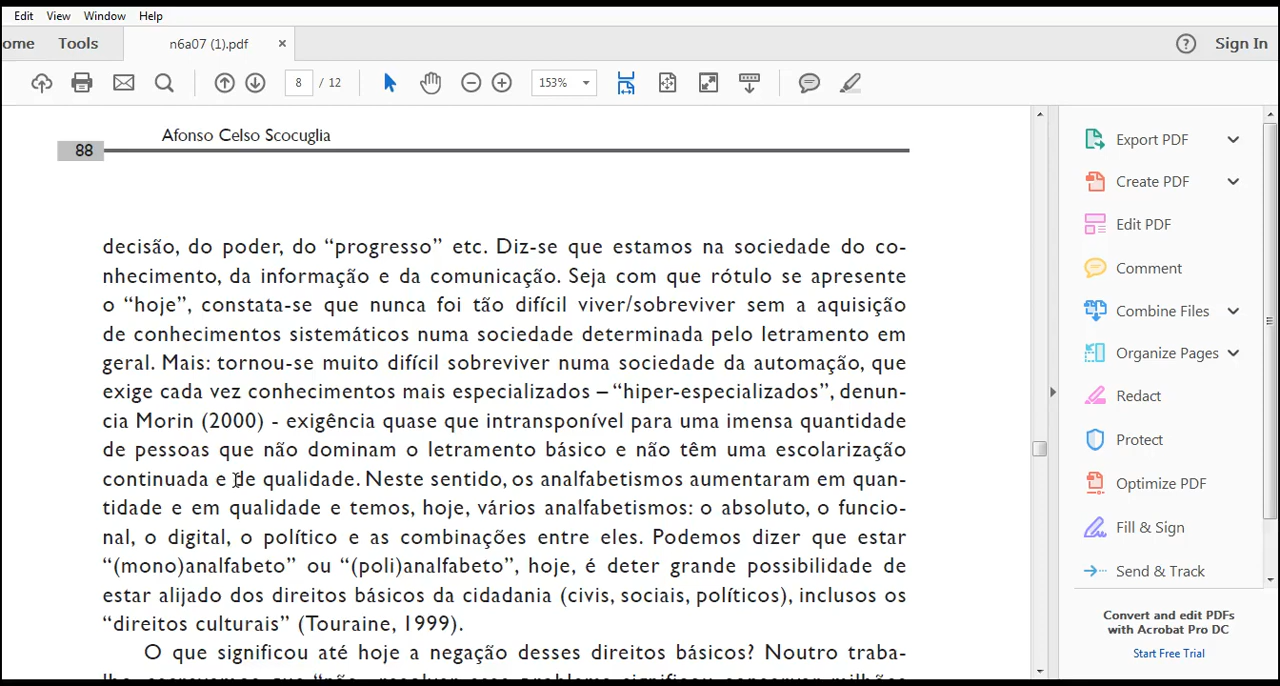 Edit View Window Help
ome Tools n6a07 (1).pdf × Sign In
8 / 12 153%
Afonso Celso Scocuglia
88
decisão, do poder, do “progresso” etc. Diz-se que estamos na sociedade do co-
nhecimento, da informação e da comunicação. Seja com que rótulo se apresente
o “hoje”, constata-se que nunca foi tão difícil viver/sobreviver sem a aquisição
de conhecimentos sistemáticos numa sociedade determinada pelo letramento em
geral. Mais: tornou-se muito difícil sobreviver numa sociedade da automação, que
exige cada vez conhecimentos mais especializados – “hiper-especializados”, denun-
cia Morin (2000) - exigência quase que intransponível para uma imensa quantidade
de pessoas que não dominam o letramento básico e não têm uma escolarização
continuada e de qualidade. Neste sentido, os analfabetismos aumentaram em quan-
tidade e em qualidade e temos, hoje, vários analfabetismos: o absoluto, o funcio-
nal, o digital, o político e as combinações entre eles. Podemos dizer que estar
“(mono)analfabeto” ou “(poli)analfabeto”, hoje, é deter grande possibilidade de
estar alijado dos direitos básicos da cidadania (civis, sociais, políticos), inclusos os
“direitos culturais” (Touraine, 1999).
O que significou até hoje a negação desses direitos básicos? Noutro traba-
Export PDF
Create PDF
Edit PDF
Comment
Combine Files
Organize Pages
Redact
Protect
Optimize PDF
Fill & Sign
Send & Track
Convert and edit PDFs
with Acrobat Pro DC
Start Free Trial